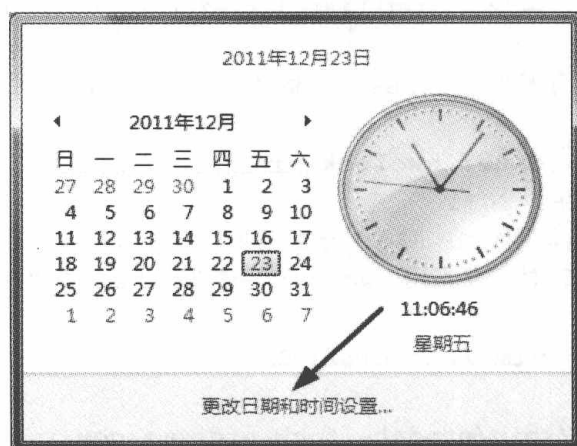 2011年12月23日
2011年12月
日 一 二 三 四 五 六
27 28 29 30 1 2 3
4 5 6 7 8 9 10
11 12 13 14 15 16 17
18 19 20 21 22 23 24
25 26 27 28 29 30 31
1 2 3 4 5 6 7
11:06:46
星期五
更改日期和时间设置...